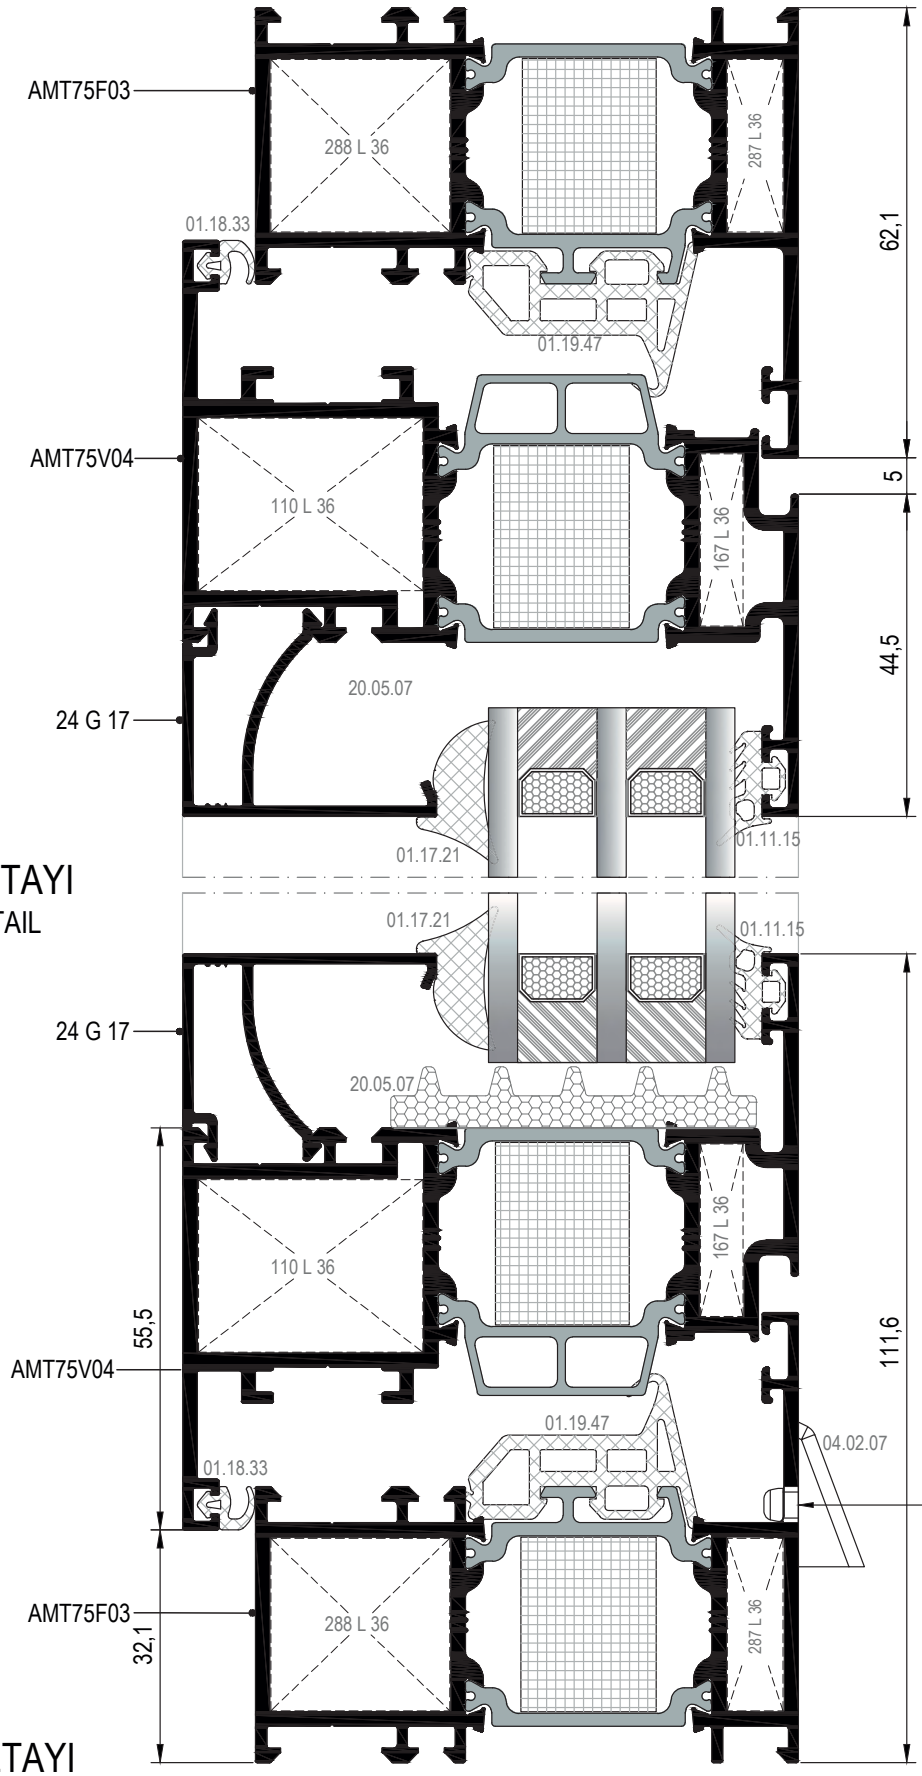 AMT75F03
288 L 36
287 L 36
01.18.33
62,1
01.19.47
AMT75V04
5
110 L 36
167 L 36
44,5
20.05.07
24 G 17
01.11.15
01.17.21
TAYI
TAIL
01.17.21
01.11.15
24 G 17
20.05.07
110 L 36
167 L 36
55,5
111,6
AMT75V04
01.19.47
04.02.07
01.18.33
AMT75F03
288 L 36
287 L 36
32,1
TAYI